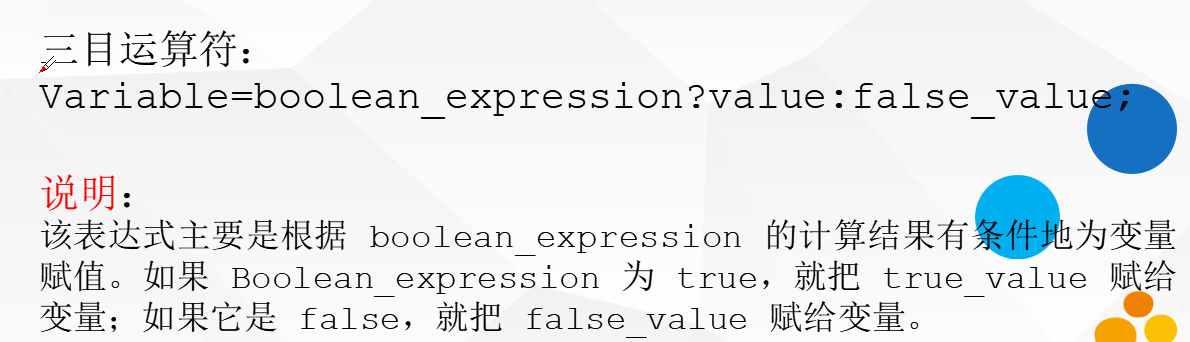 三目运算符：
Variable=boolean_expression?value:false_value;
说明：
该表达式主要是根据 boolean_expression 的计算结果有条件地为变量
赋值。如果 Boolean_expression 为 true，就把 true_value 赋给
变量；如果它是 false，就把 false_value 赋给变量。